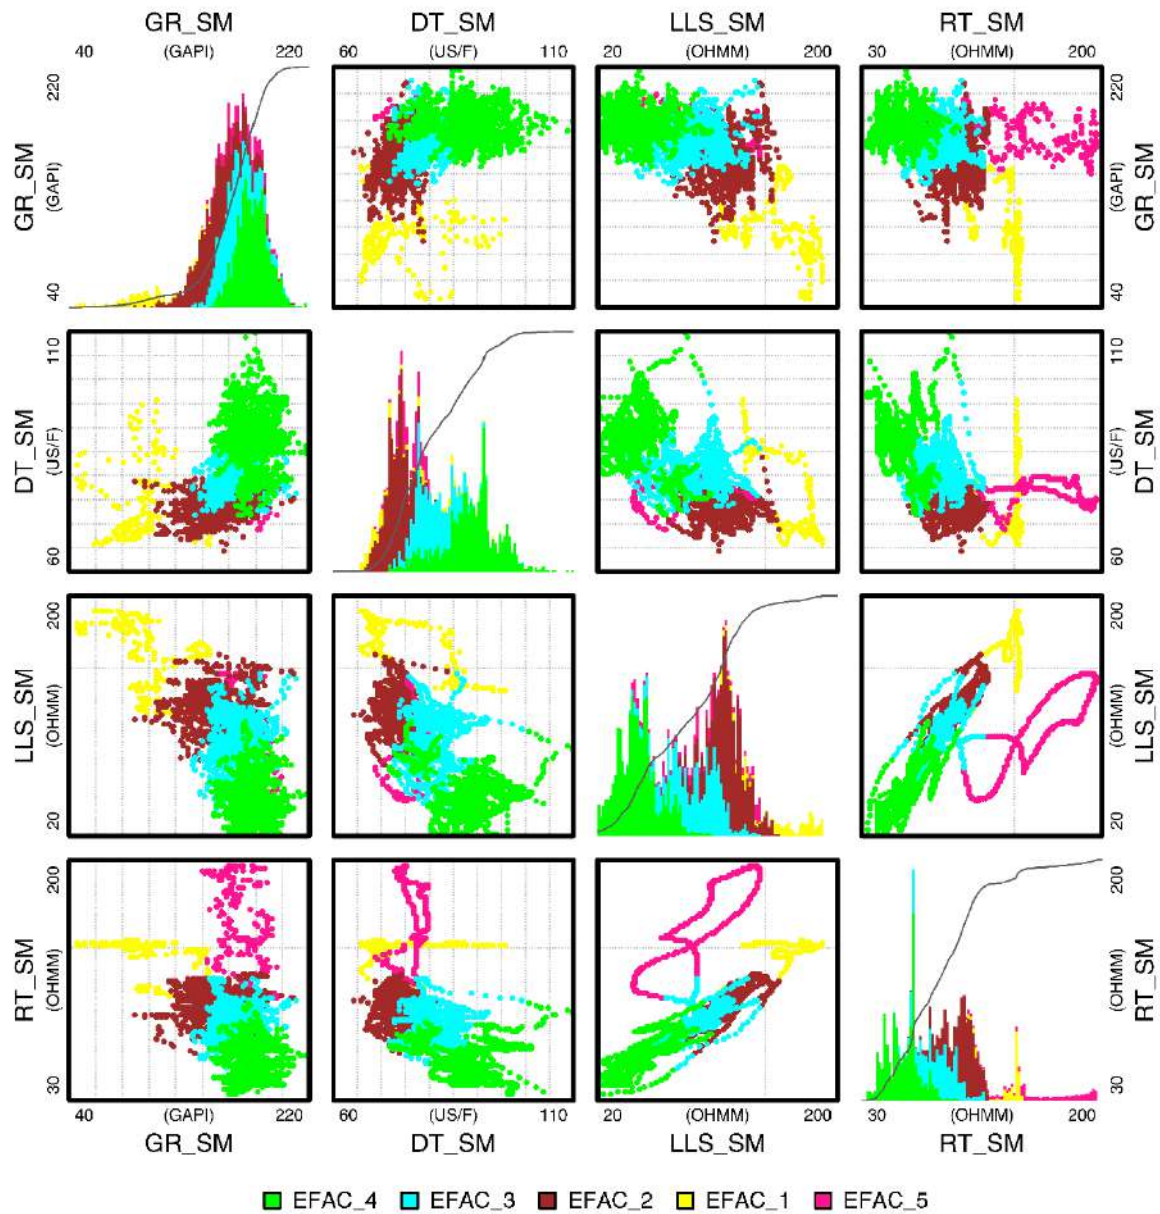 GR_SM DT_SM LLS_SM RT_SM
40 (GAPI) 220 60 (US/F) 110 20 (OHMM) 200 30 (OHMM) 200
GR_SM (GAPI) 40 220 220 40 (GAPI) GR_SM
DT_SM (US/F) 60 110 110 60 (US/F) DT_SM
LLS_SM (OHMM) 20 200 200 20 (OHMM) LLS_SM
RT_SM (OHMM) 30 200 200 30 (OHMM) RT_SM
40 (GAPI) 220 60 (US/F) 110 20 (OHMM) 200 30 (OHMM) 200
GR_SM DT_SM LLS_SM RT_SM
EFAC_4 EFAC_3 EFAC_2 EFAC_1 EFAC_5